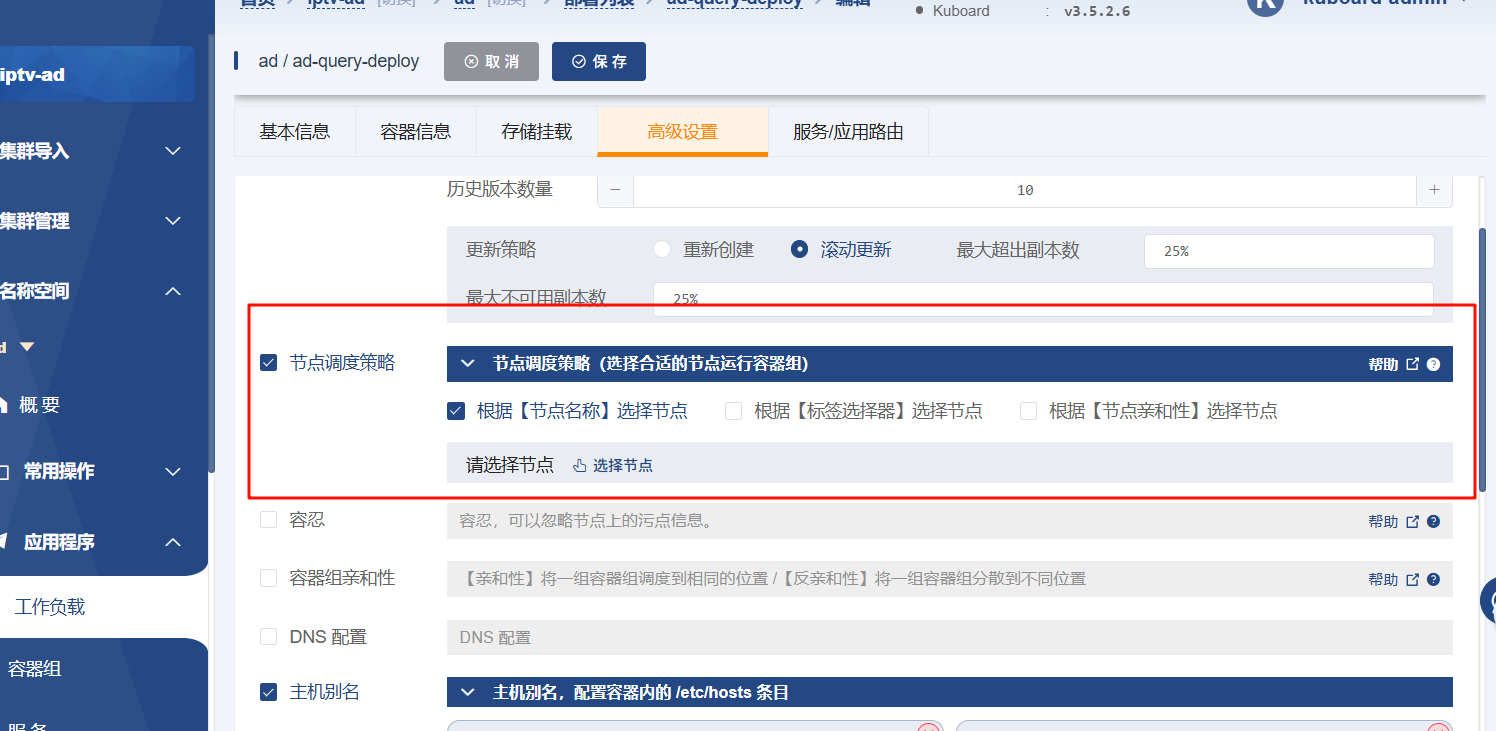 首页 iptv-ad [切换] ad [切换] 部署列表 ad-query-deploy 编辑
Kuboard : v3.5.2.6
kuboard-admin
iptv-ad
集群导入
集群管理
名称空间
d
概 要
常用操作
应用程序
工作负载
容器组
服 务
ad / ad-query-deploy
取 消
保 存
基本信息
容器信息
存储挂载
高级设置
服务/应用路由
历史版本数量
− 10 +
更新策略 重新创建 滚动更新 最大超出副本数 25%
最大不可用副本数 25%
节点调度策略 节点调度策略（选择合适的节点运行容器组） 帮助
根据【节点名称】选择节点 根据【标签选择器】选择节点 根据【节点亲和性】选择节点
请选择节点 选择节点
容忍 容忍，可以忽略节点上的污点信息。 帮助
容器组亲和性 【亲和性】将一组容器组调度到相同的位置 /【反亲和性】将一组容器组分散到不同位置 帮助
DNS 配置 DNS 配置
主机别名 主机别名，配置容器内的 /etc/hosts 条目